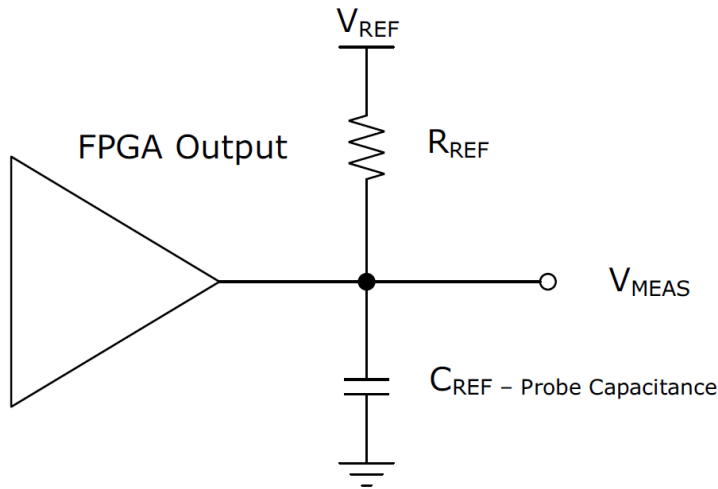 VREF
FPGA Output
RREF
VMEAS
CREF – Probe Capacitance